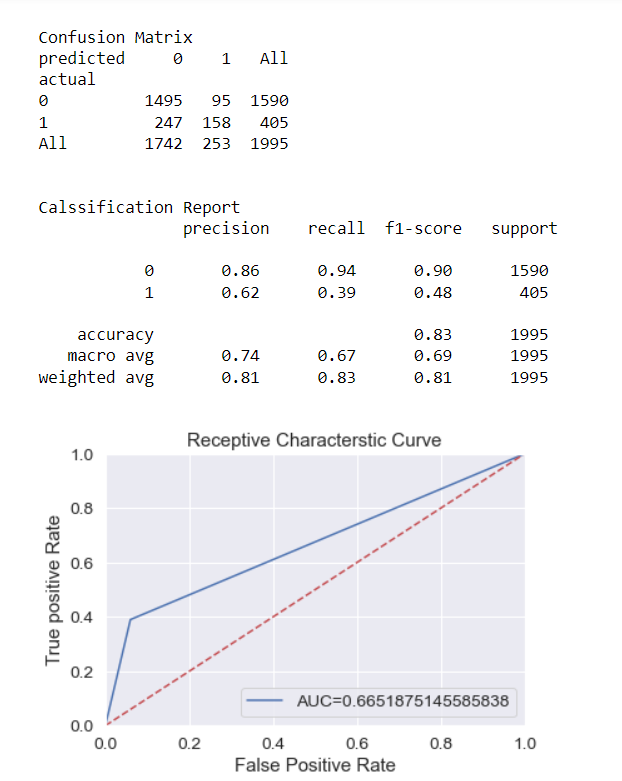 Confusion Matrix
predicted 0 1 All
actual
0 1495 95 1590
1 247 158 405
All 1742 253 1995
Calssification Report
precision recall f1-score support
0 0.86 0.94 0.90 1590
1 0.62 0.39 0.48 405
accuracy 0.83 1995
macro avg 0.74 0.67 0.69 1995
weighted avg 0.81 0.83 0.81 1995
Receptive Characterstic Curve
1.0
0.8
0.6
0.4
0.2
0.0
True positive Rate
AUC=0.6651875145585838
0.0 0.2 0.4 0.6 0.8 1.0
False Positive Rate